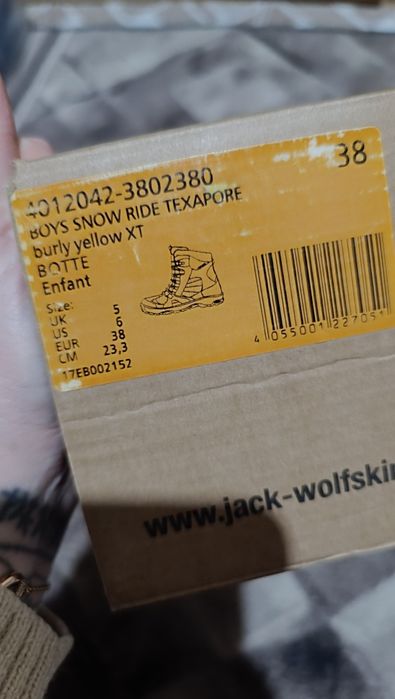 38
4012042-3802380
BOYS SNOW RIDE TEXAPORE
burly yellow XT
BOTTE
Enfant
Size:
UK 5
US 6
EUR 38
CM 23,3
17EB002152
4 055001 227051
www.jack-wolfskin